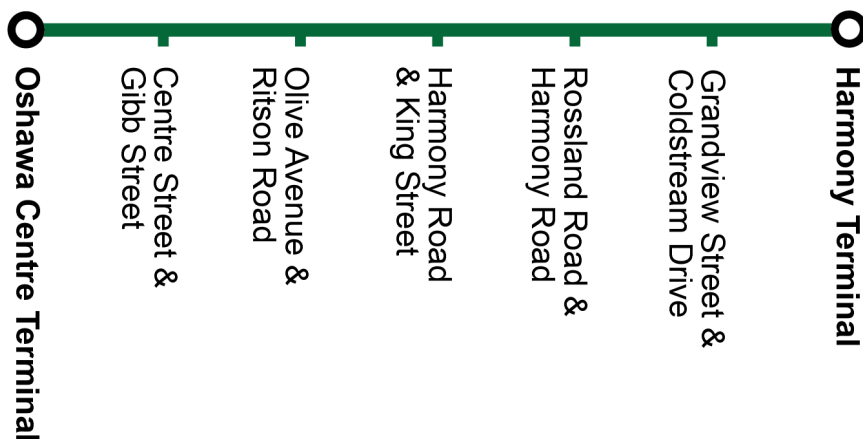 Oshawa Centre Terminal
Centre Street &
Gibb Street
Olive Avenue &
Ritson Road
Harmony Road
& King Street
Rossland Road &
Harmony Road
Grandview Street &
Coldstream Drive
Harmony Terminal